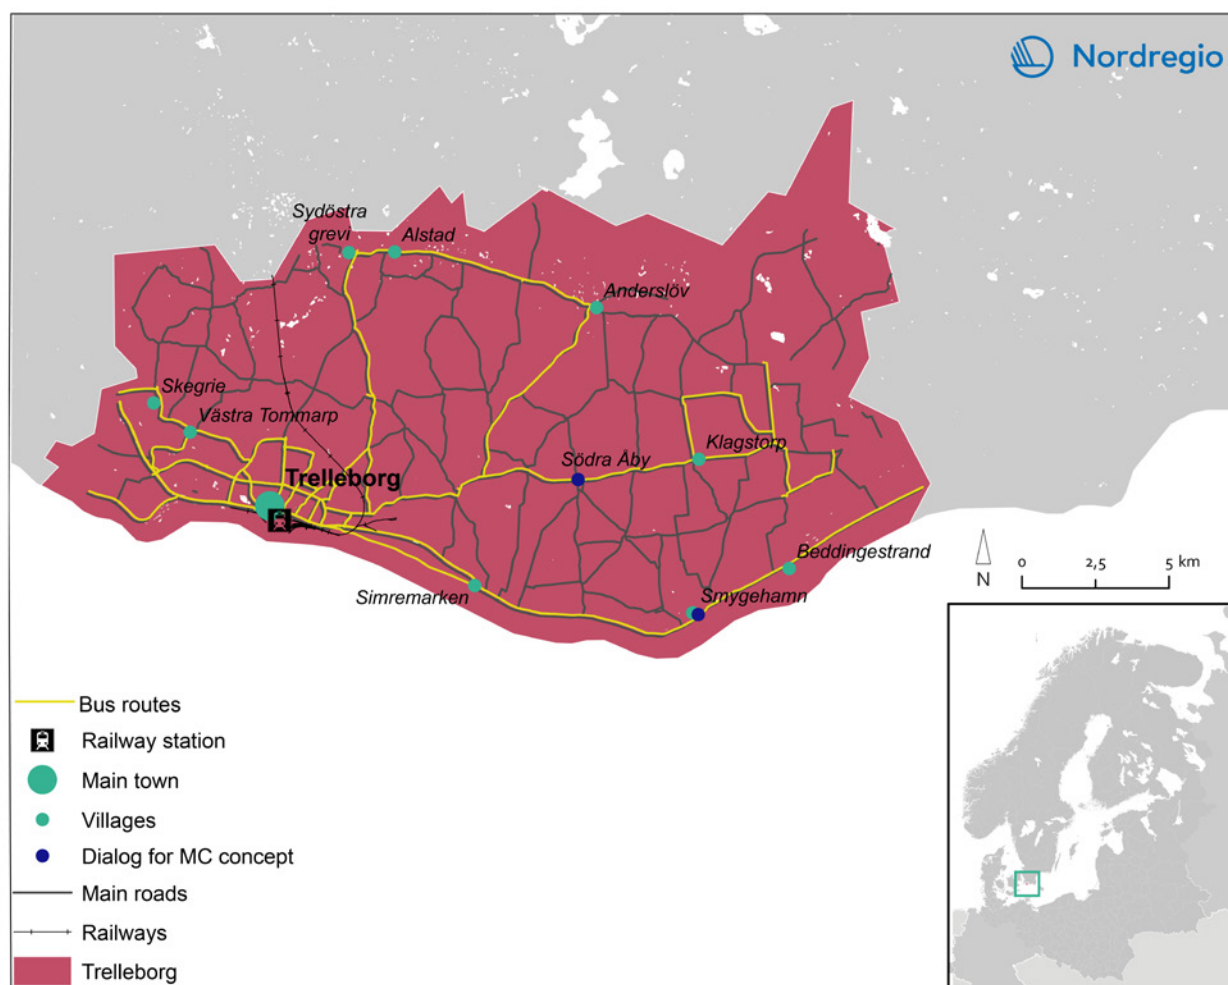 Nordregio
Sydöstra
grevi
Alstad
Anderslöv
Skegrie
Västra Tommarp
Klagstorp
Södra Åby
Trelleborg
Beddingestrand
Simremarken
Smygehamn
N
0 2,5 5 km
Bus routes
Railway station
Main town
Villages
Dialog for MC concept
Main roads
Railways
Trelleborg